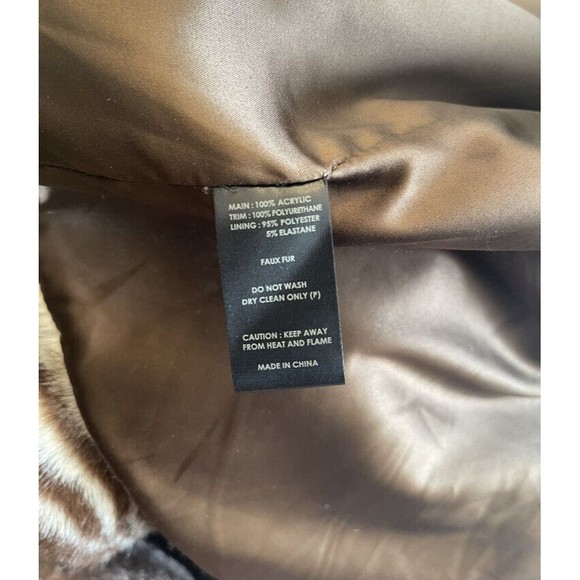 MAIN : 100% ACRYLIC
TRIM : 100% POLYURETHANE
LINING : 95% POLYESTER
5% ELASTANE
FAUX FUR
DO NOT WASH
DRY CLEAN ONLY (P)
CAUTION : KEEP AWAY
FROM HEAT AND FLAME
MADE IN CHINA